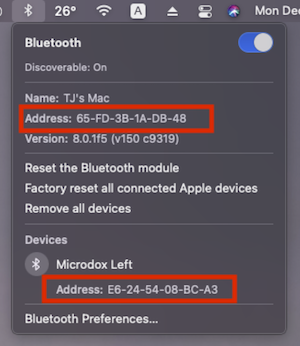 26°
A
Mon Dec
Bluetooth
Discoverable: On
Name: TJ's Mac
Address: 65-FD-3B-1A-DB-48
Version: 8.0.1f5 (v150 c9319)
Reset the Bluetooth module
Factory reset all connected Apple devices
Remove all devices
Devices
Microdox Left
Address: E6-24-54-08-BC-A3
Bluetooth Preferences...